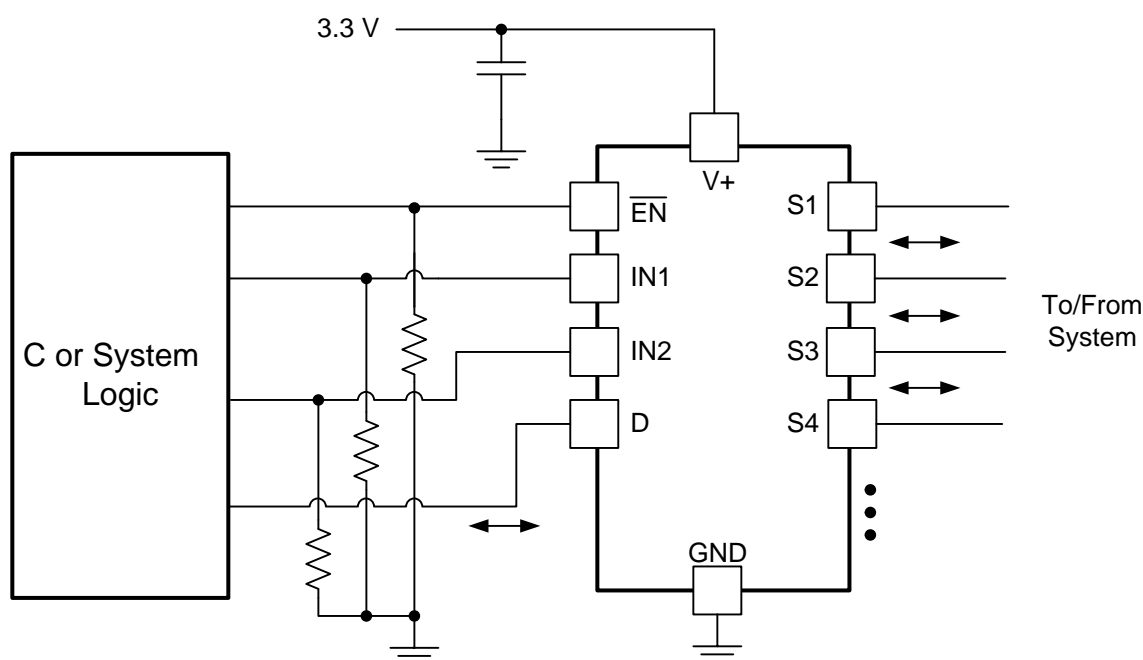 3.3 V
V+
EN
IN1
IN2
D
S1
S2
S3
S4
GND
C or System
Logic
To/From
System